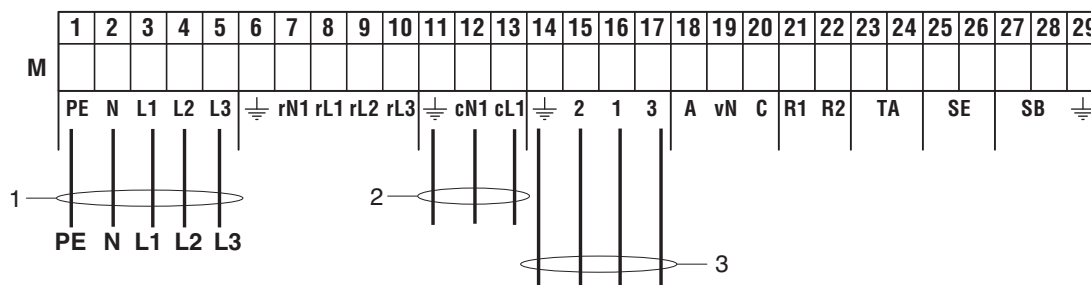 1 2 3 4 5 6 7 8 9 10 11 12 13 14 15 16 17 18 19 20 21 22 23 24 25 26 27 28 29
M
PE N L1 L2 L3 ⏚ rN1 rL1 rL2 rL3 ⏚ cN1 cL1 ⏚ 2 1 3 A vN C R1 R2 TA SE SB ⏚
1 2
PE N L1 L2 L3
3